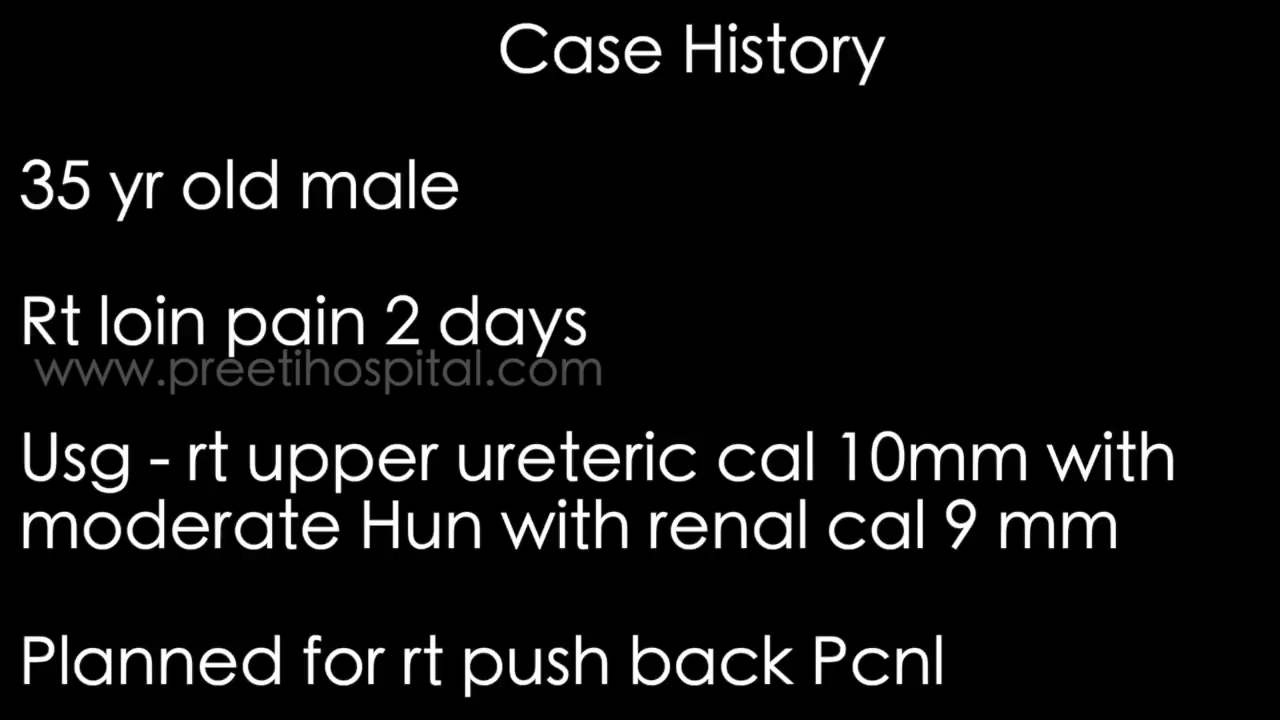 Case History
35 yr old male
Rt loin pain 2 days
www.preetihospital.com
Usg - rt upper ureteric cal 10mm with
moderate Hun with renal cal 9 mm
Planned for rt push back Pcnl